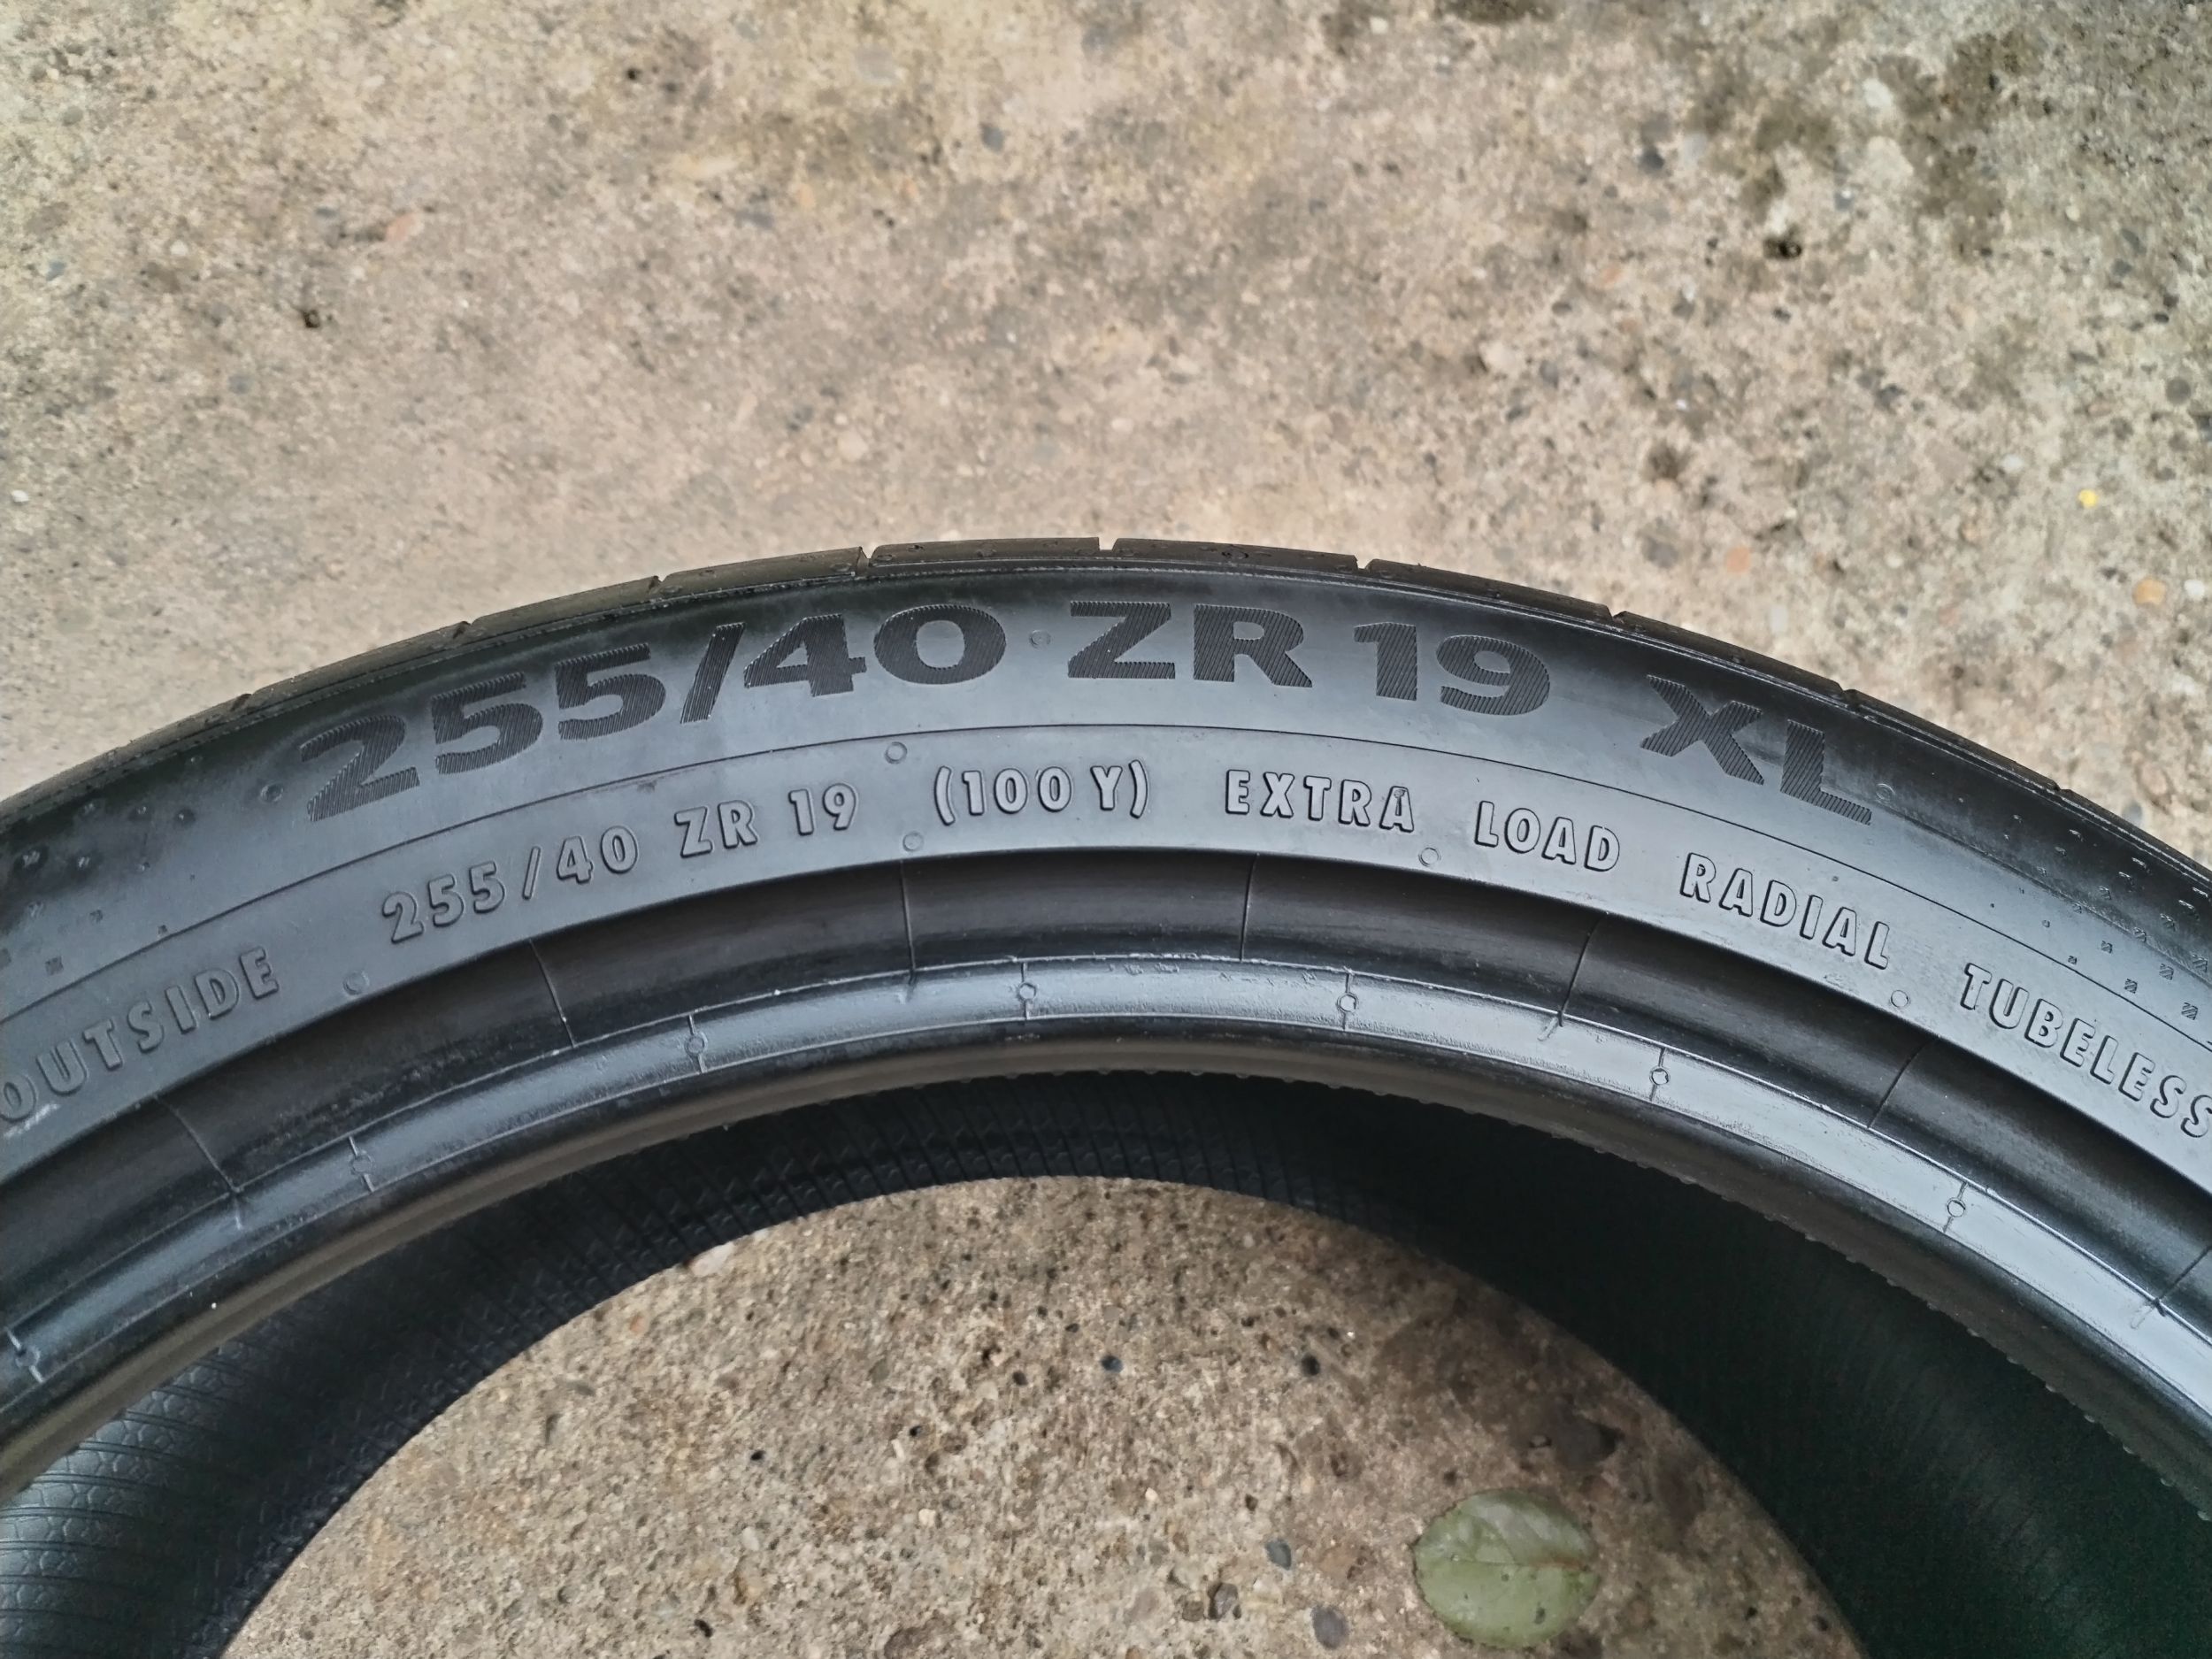 255/40 ZR 19 XL
OUTSIDE 255/40 ZR 19 (100 Y) EXTRA LOAD RADIAL TUBELESS